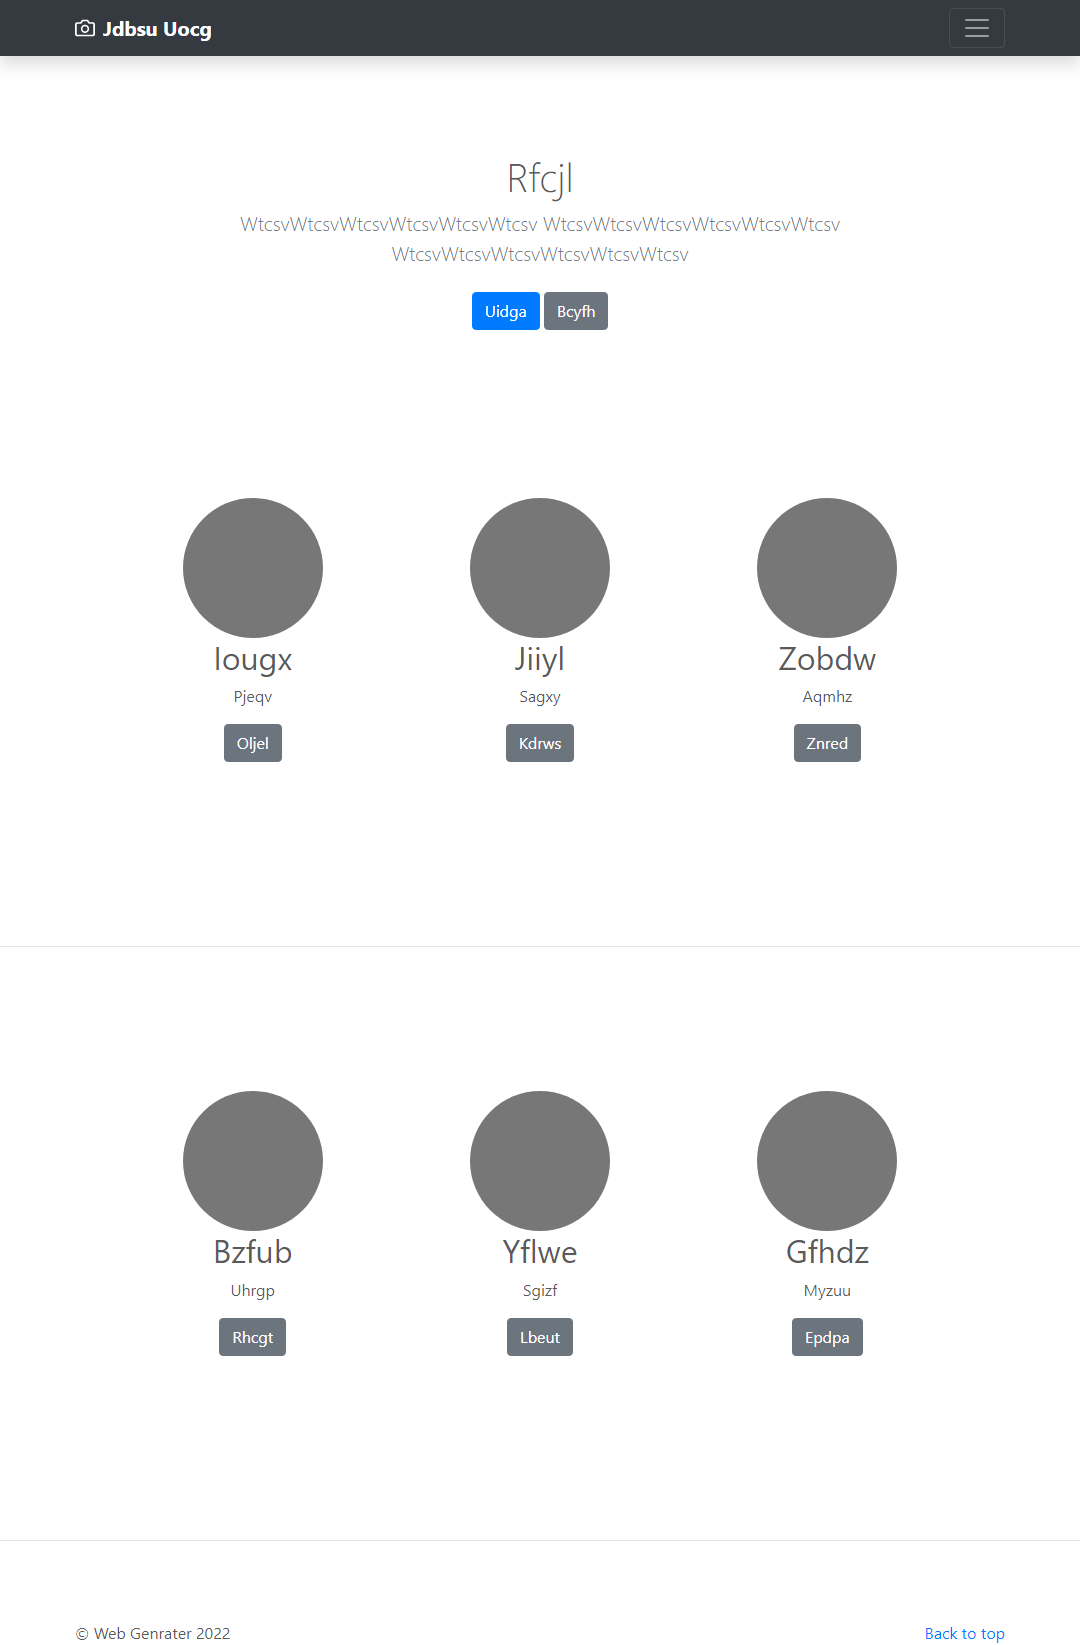 Jdbsu Uocg
Rfcjl
WtcsvWtcsvWtcsvWtcsvWtcsvWtcsv WtcsvWtcsvWtcsvWtcsvWtcsvWtcsv
WtcsvWtcsvWtcsvWtcsvWtcsvWtcsv
Uidga Bcyfh
Iougx Jiiyl Zobdw
Pjeqv Sagxy Aqmhz
Oljel Kdrws Znred
Bzfub Yflwe Gfhdz
Uhrgp Sgizf Myzuu
Rhcgt Lbeut Epdpa
© Web Genrater 2022 Back to top